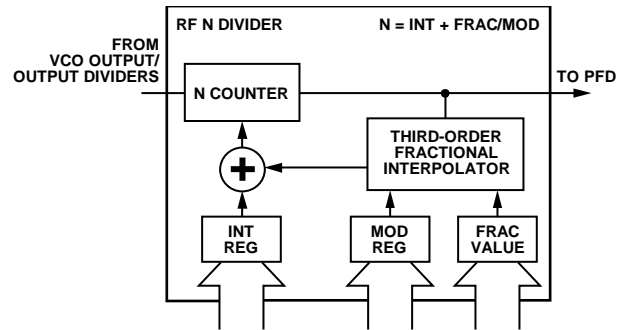 RF N DIVIDER
N = INT + FRAC/MOD
FROM
VCO OUTPUT/
OUTPUT DIVIDERS
N COUNTER
TO PFD
THIRD-ORDER
FRACTIONAL
INTERPOLATOR
+
INT
REG
MOD
REG
FRAC
VALUE